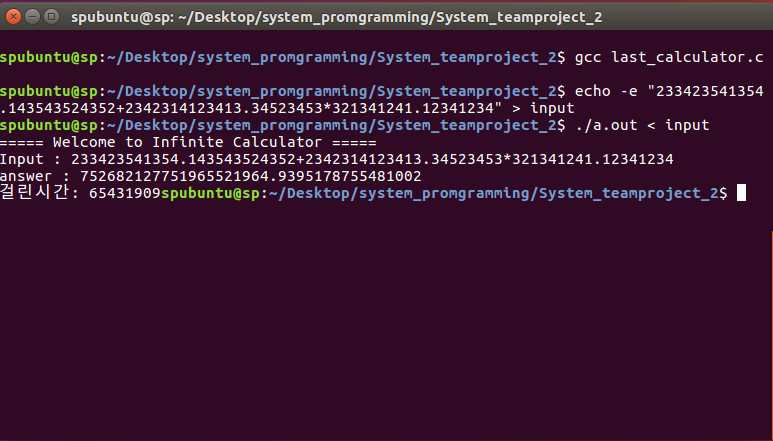 spubuntu@sp: ~/Desktop/system_promgramming/System_teamproject_2
spubuntu@sp:~/Desktop/system_promgramming/System_teamproject_2$ gcc last_calculator.c
spubuntu@sp:~/Desktop/system_promgramming/System_teamproject_2$ echo -e "233423541354
.143543524352+2342314123413.34523453*321341241.12341234" > input
spubuntu@sp:~/Desktop/system_promgramming/System_teamproject_2$ ./a.out < input
===== Welcome to Infinite Calculator =====
Input : 233423541354.143543524352+2342314123413.34523453*321341241.12341234
answer : 752682127751965521964.9395178755481002
걸린시간: 65431909spubuntu@sp:~/Desktop/system_promgramming/System_teamproject_2$